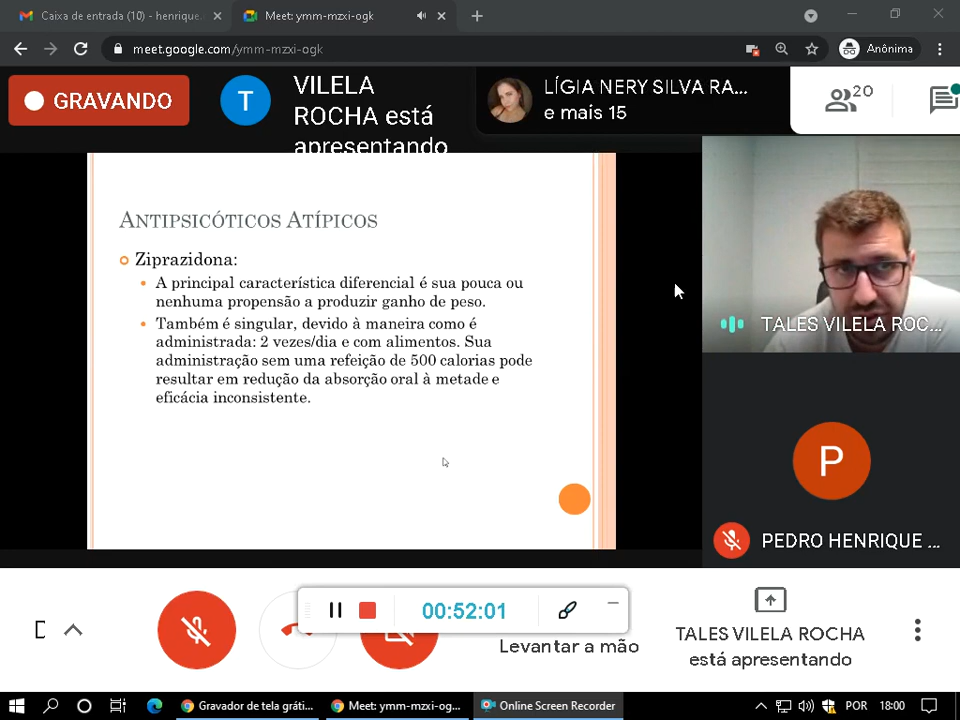 Caixa de entrada (10) - henrique.
Meet: ymm-mzxi-ogk
meet.google.com/ymm-mzxi-ogk
Anônima
GRAVANDO
T
VILELA
ROCHA está
apresentando
LÍGIA NERY SILVA RA...
e mais 15
20
ANTIPSICÓTICOS ATÍPICOS
Ziprazidona:
A principal característica diferencial é sua pouca ou
nenhuma propensão a produzir ganho de peso.
Também é singular, devido à maneira como é
administrada: 2 vezes/dia e com alimentos. Sua
administração sem uma refeição de 500 calorias pode
resultar em redução da absorção oral à metade e
eficácia inconsistente.
TALES VILELA ROC...
P
PEDRO HENRIQUE ...
00:52:01
Levantar a mão
TALES VILELA ROCHA
está apresentando
Gravador de tela gráti...
Meet: ymm-mzxi-og...
Online Screen Recorder
POR
18:00